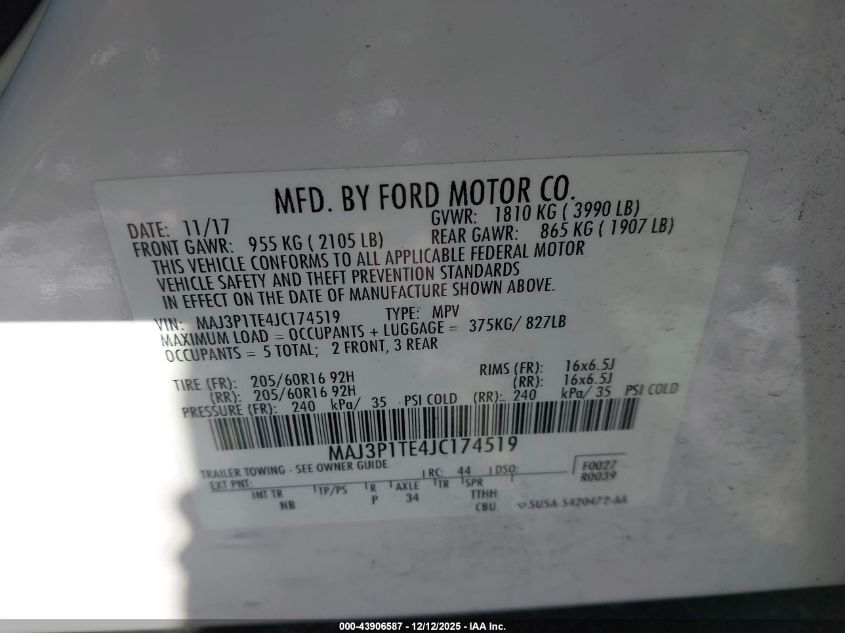 MFD. BY FORD MOTOR CO.
DATE: 11/17 GVWR: 1810 KG ( 3990 LB)
FRONT GAWR: 955 KG ( 2105 LB) REAR GAWR: 865 KG ( 1907 LB)
THIS VEHICLE CONFORMS TO ALL APPLICABLE FEDERAL MOTOR
VEHICLE SAFETY AND THEFT PREVENTION STANDARDS
IN EFFECT ON THE DATE OF MANUFACTURE SHOWN ABOVE.
VIN: MAJ3P1TE4JC174519 TYPE: MPV
MAXIMUM LOAD = OCCUPANTS + LUGGAGE = 375KG/ 827LB
OCCUPANTS = 5 TOTAL; 2 FRONT, 3 REAR
TIRE (FR): 205/60R16 92H RIMS (FR): 16x6.5J
(RR): 205/60R16 92H (RR): 16x6.5J
PRESSURE (FR): 240 kPa/ 35 PSI COLD (RR): 240 kPa/ 35 PSI COLD
MAJ3P1TE4JC174519
TRAILER TOWING - SEE OWNER GUIDE RC: 44 DSO: F0027
EXT PNT: R0039
INT TR TP/PS R AXLE TR SPR
NB P 34 TTHH
CBU 5USA-5420472-AA
000-43906587 - 12/12/2025 - IAA Inc.